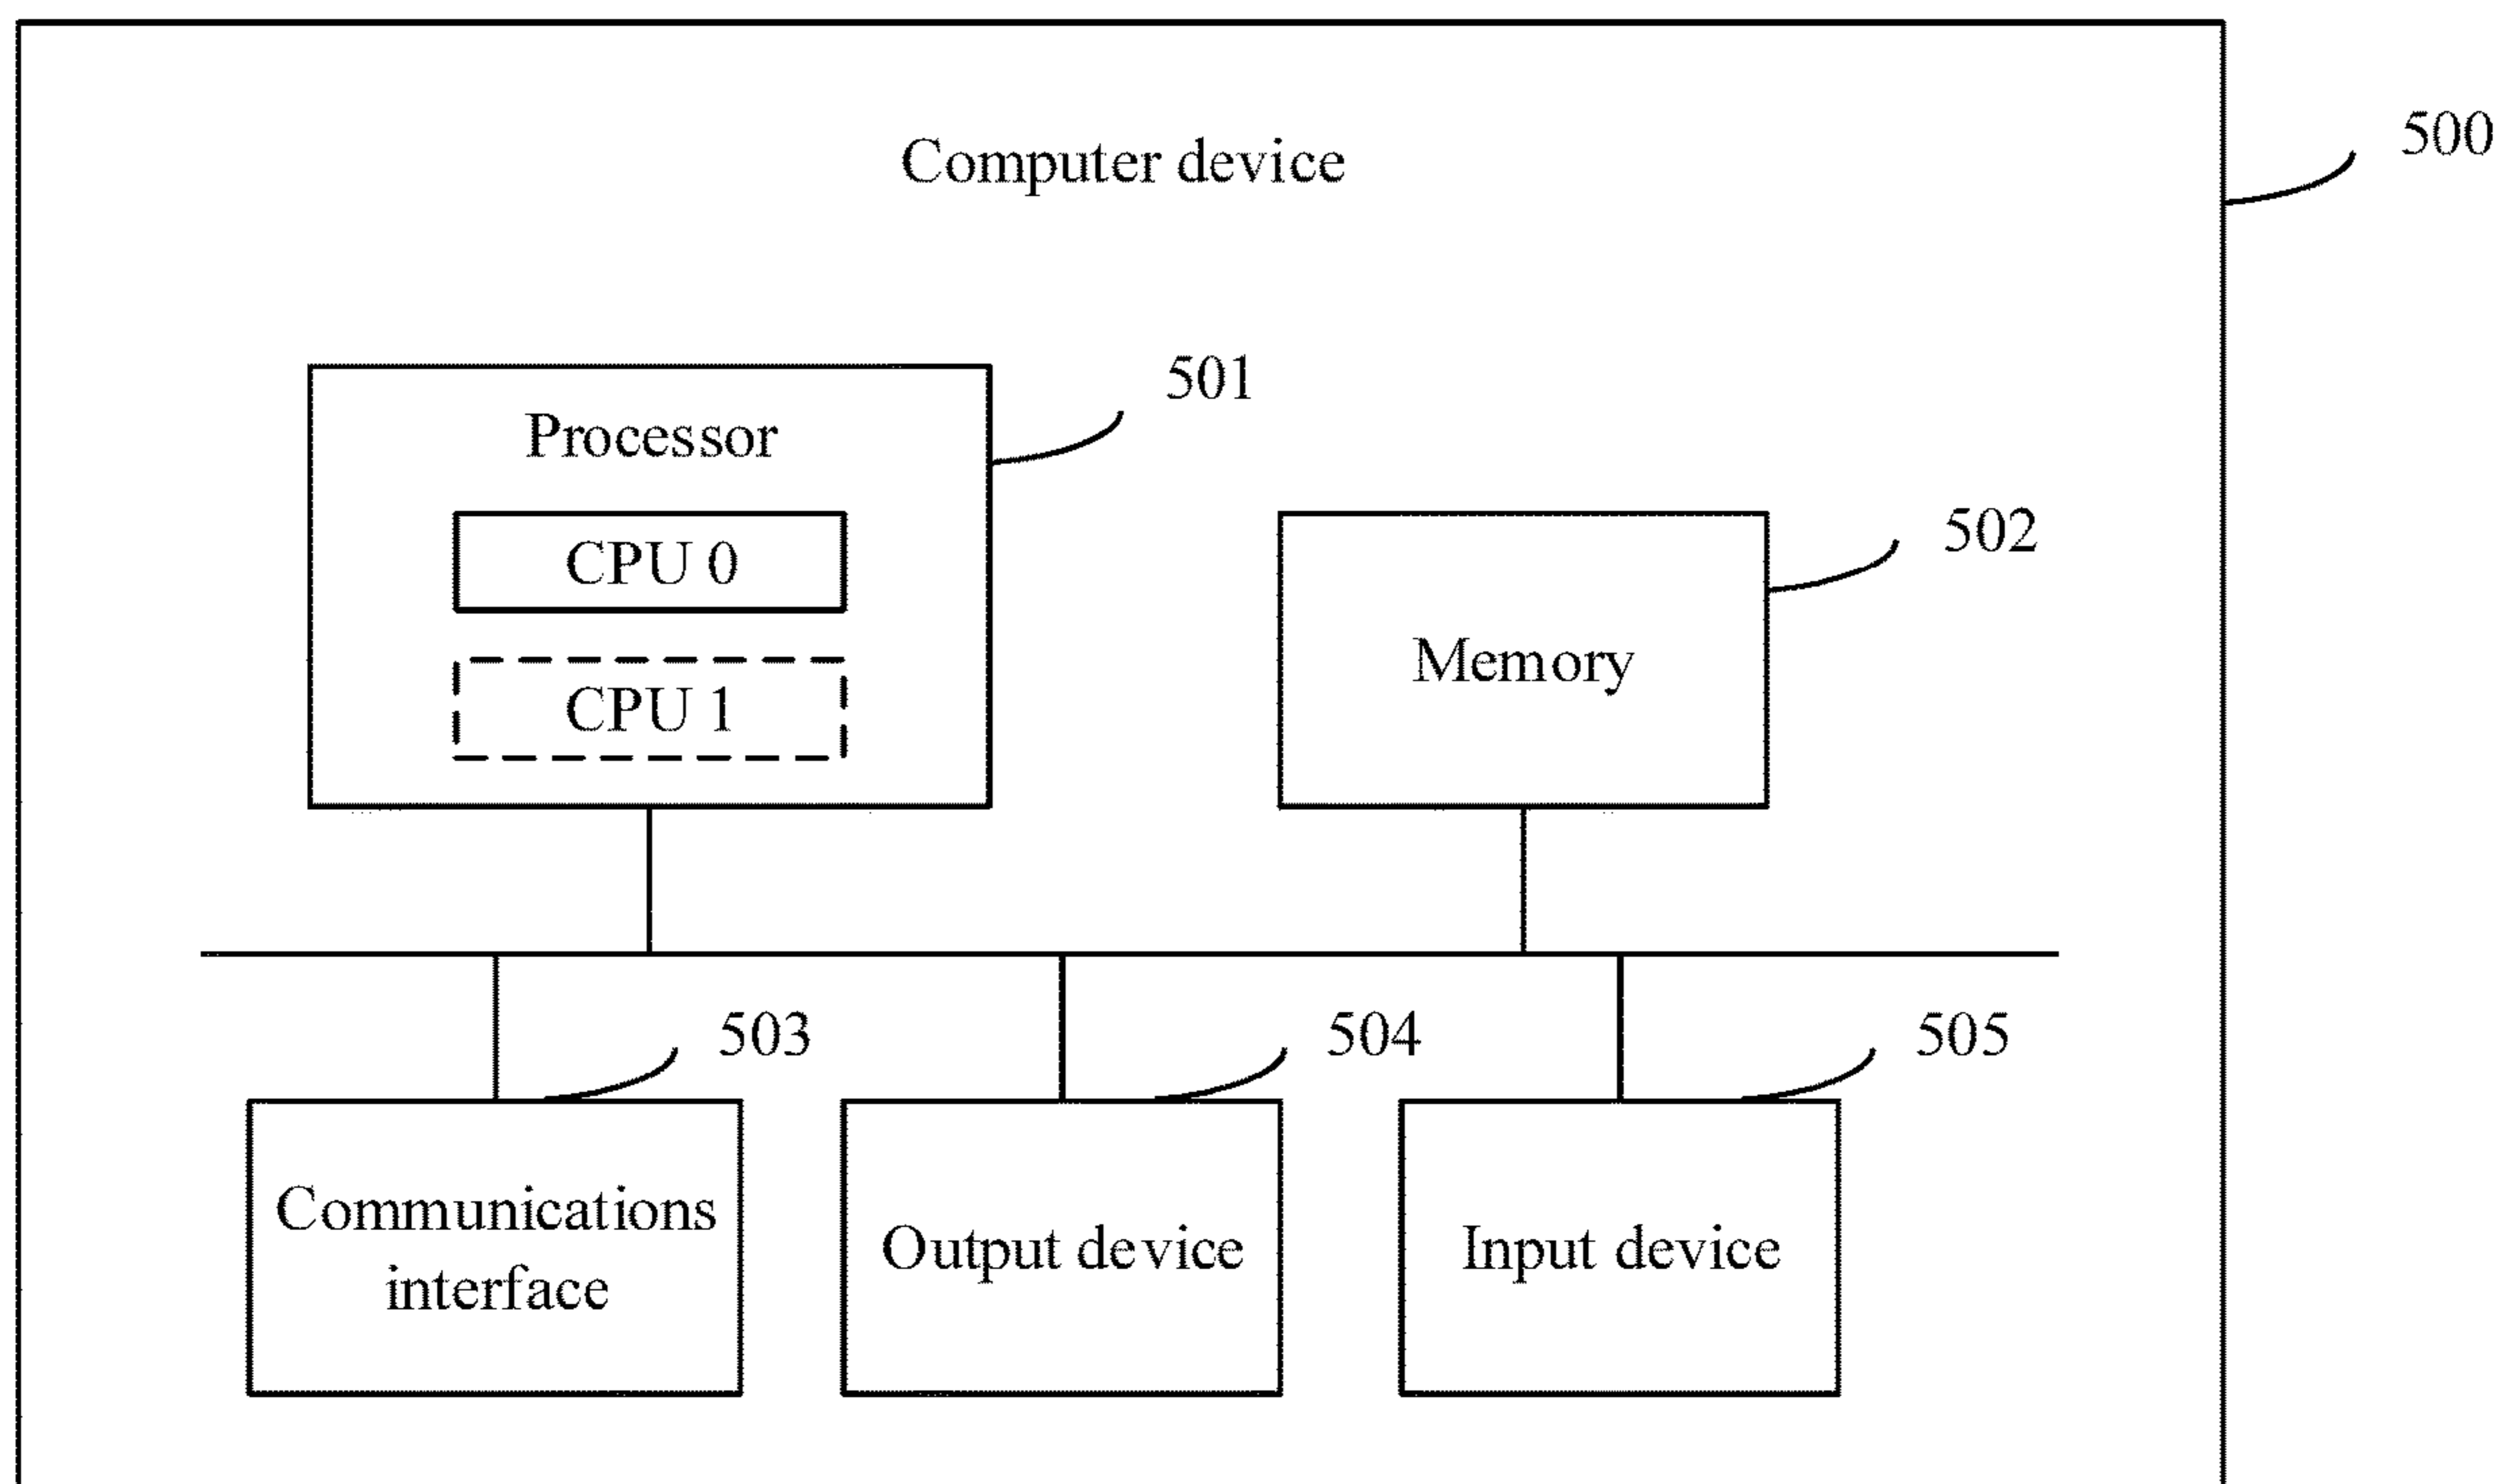 Computer device
500
Processor
501
CPU 0
CPU 1
Memory
502
503
504
505
Communications
interface
Output device
Input device